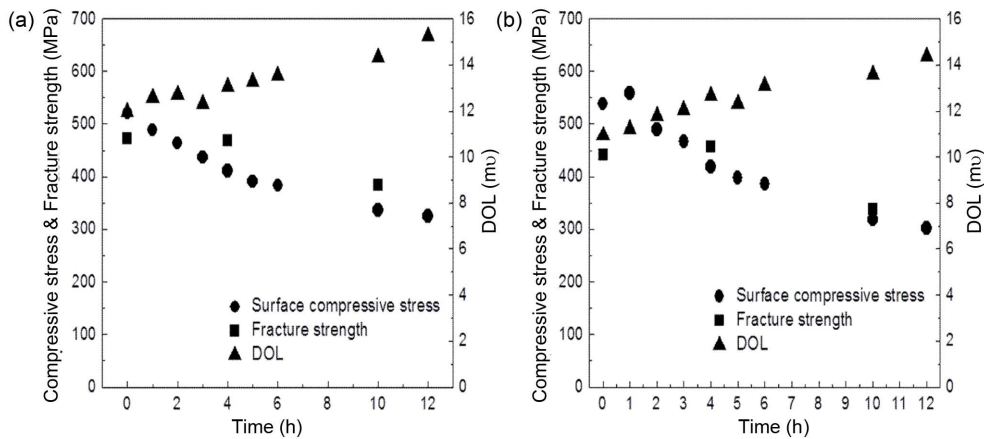 (a)
Compressive stress & Fracture strength (MPa)
700
600
500
400
300
200
100
0
16
14
12
10
8
6
4
2
0
DOL (mυ)
Surface compressive stress
Fracture strength
DOL
0
2
4
6
8
10
12
Time (h)
(b)
Compressive stress & Fracture strength (MPa)
700
600
500
400
300
200
100
0
16
14
12
10
8
6
4
2
0
DOL (mυ)
Surface compressive stress
Fracture strength
DOL
0 1 2 3 4 5 6 7 8 9 10 11 12
Time (h)